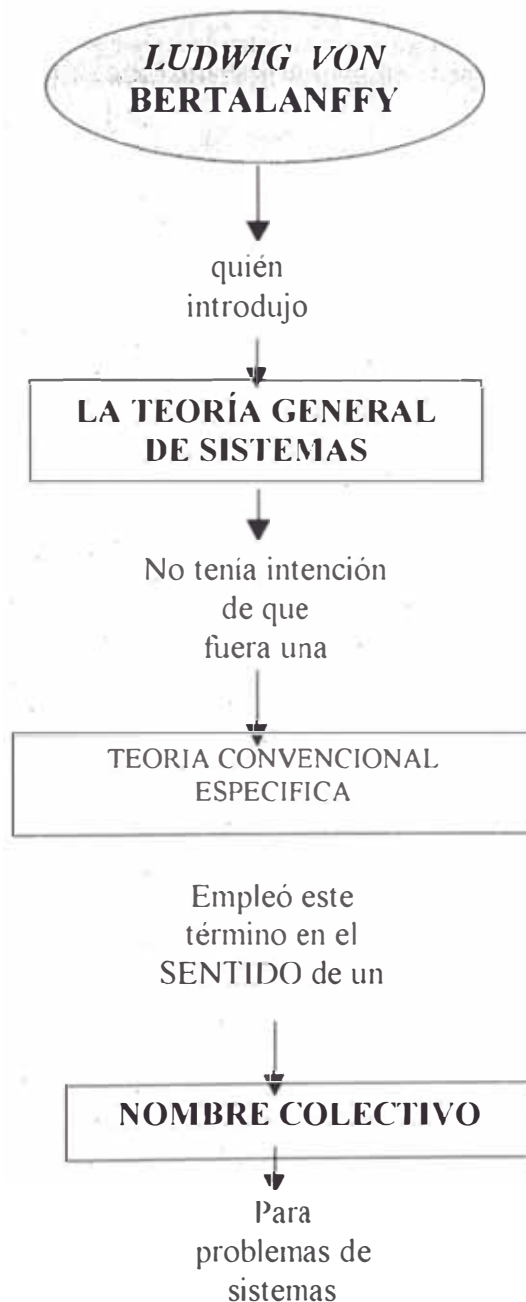 LUDWIG VON
BERTALANFFY
quién
introdujo
LA TEORÍA GENERAL
DE SISTEMAS
No tenía intención
de que
fuera una
TEORIA CONVENCIONAL
ESPECIFICA
Empleó este
término en el
SENTIDO de un
NOMBRE COLECTIVO
Para
problemas de
sistemas